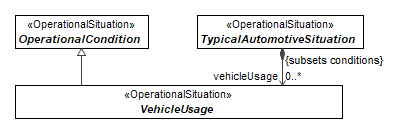 «OperationalSituation»
OperationalCondition
«OperationalSituation»
TypicalAutomotiveSituation
{subsets conditions}
vehicleUsage 0..*
«OperationalSituation»
VehicleUsage